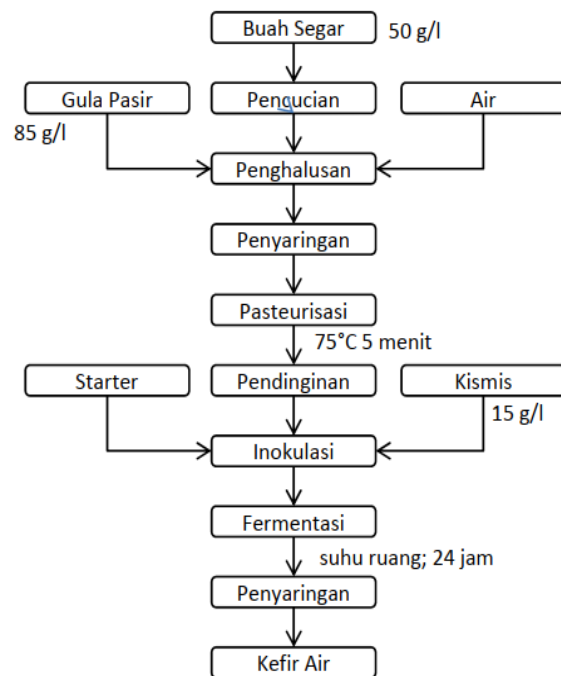 Buah Segar
50 g/l
Gula Pasir
Pencucian
Air
85 g/l
Penghalusan
Penyaringan
Pasteurisasi
75°C 5 menit
Starter
Pendinginan
Kismis
15 g/l
Inokulasi
Fermentasi
suhu ruang; 24 jam
Penyaringan
Kefir Air